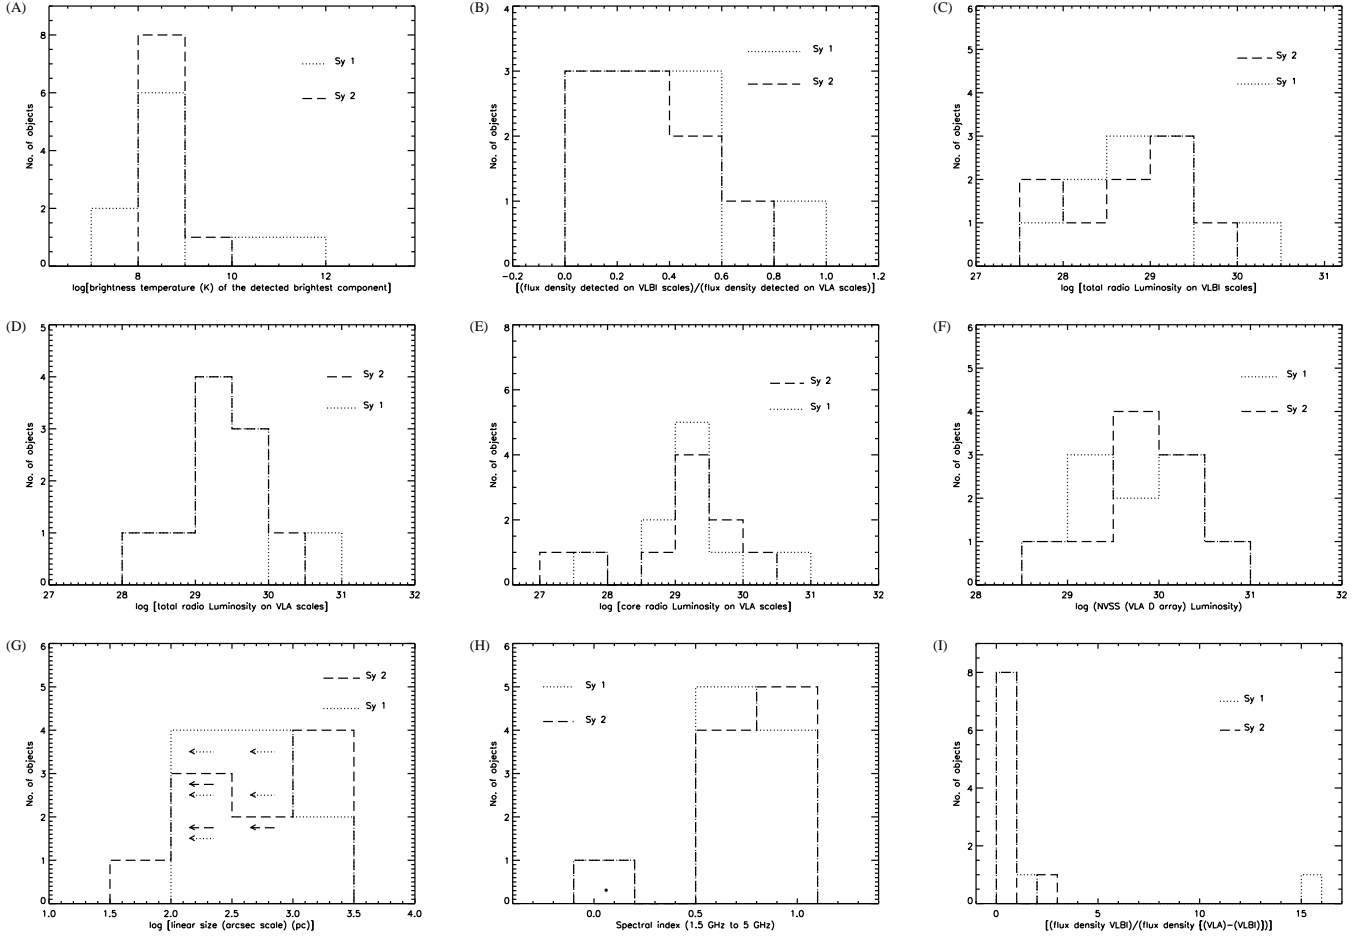 (A)
8
6
4
2
0
8
10
12
No. of objects
log[brightness temperature (K) of the detected brightest component]
Sy 1
Sy 2
(B)
4
3
2
1
0
−0.2
0.0
0.2
0.4
0.6
0.8
1.0
1.2
No. of objects
[(flux density detected on VLBI scales)/(flux density detected on VLA scales)]
Sy 1
Sy 2
(C)
6
5
4
3
2
1
0
27
28
29
30
31
No. of objects
log [total radio Luminosity on VLBI scales]
Sy 2
Sy 1
(D)
5
4
3
2
1
0
27
28
29
30
31
32
No. of objects
log [total radio Luminosity on VLA scales]
Sy 2
Sy 1
(E)
8
6
4
2
0
27
28
29
30
31
32
No. of objects
log [core radio Luminosity on VLA scales]
Sy 2
Sy 1
(F)
6
5
4
3
2
1
0
28
29
30
31
32
No. of objects
log (NVSS (VLA D array) Luminosity)
Sy 1
Sy 2
(G)
6
5
4
3
2
1
0
1.0
1.5
2.0
2.5
3.0
3.5
4.0
No. of objects
log [linear size (arcsec scale) (pc)]
Sy 2
Sy 1
(H)
6
5
4
3
2
1
0
0.0
0.5
1.0
No. of objects
Spectral index (1.5 GHz to 5 GHz)
Sy 1
Sy 2
(I)
8
6
4
2
0
0
5
10
15
No. of objects
[(flux density VLBI)/(flux density [(VLA)−(VLBI)])]
Sy 1
Sy 2